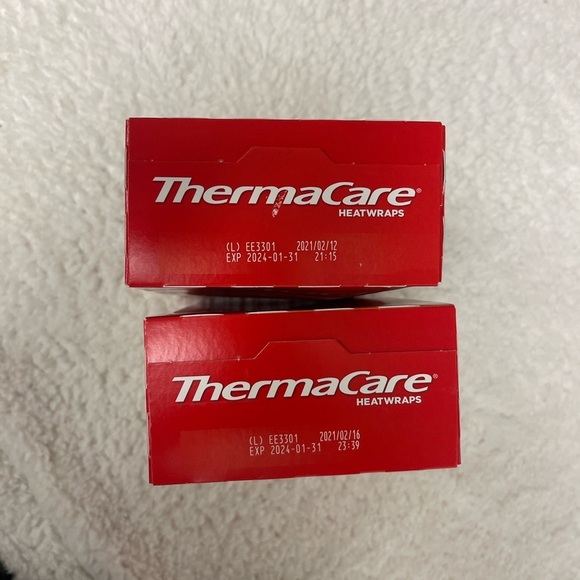 ThermaCare®
HEATWRAPS
(L) EE3301 2021/02/12
EXP 2024-01-31 21:15
ThermaCare®
HEATWRAPS
(L) EE3301 2021/02/16
EXP 2024-01-31 23:39